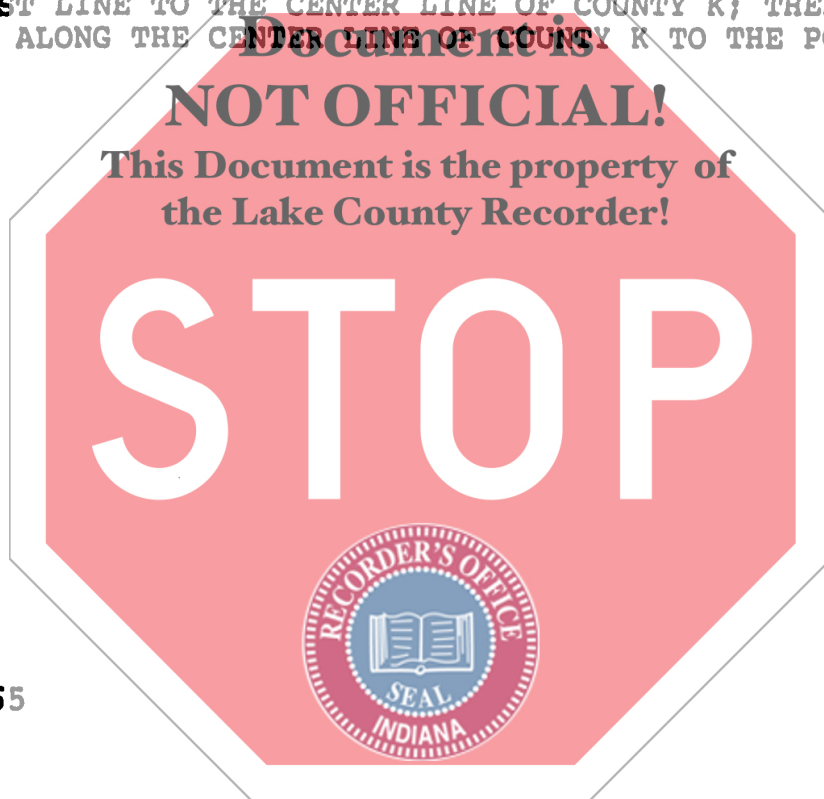 ST LINE TO THE CENTER LINE OF COUNTY K; THE
ALONG THE CENTER LINE OF COUNTY K TO THE P
Document is
NOT OFFICIAL!
This Document is the property of
the Lake County Recorder!
STOP
RECORDER'S OFFICE
SEAL
INDIANA
55